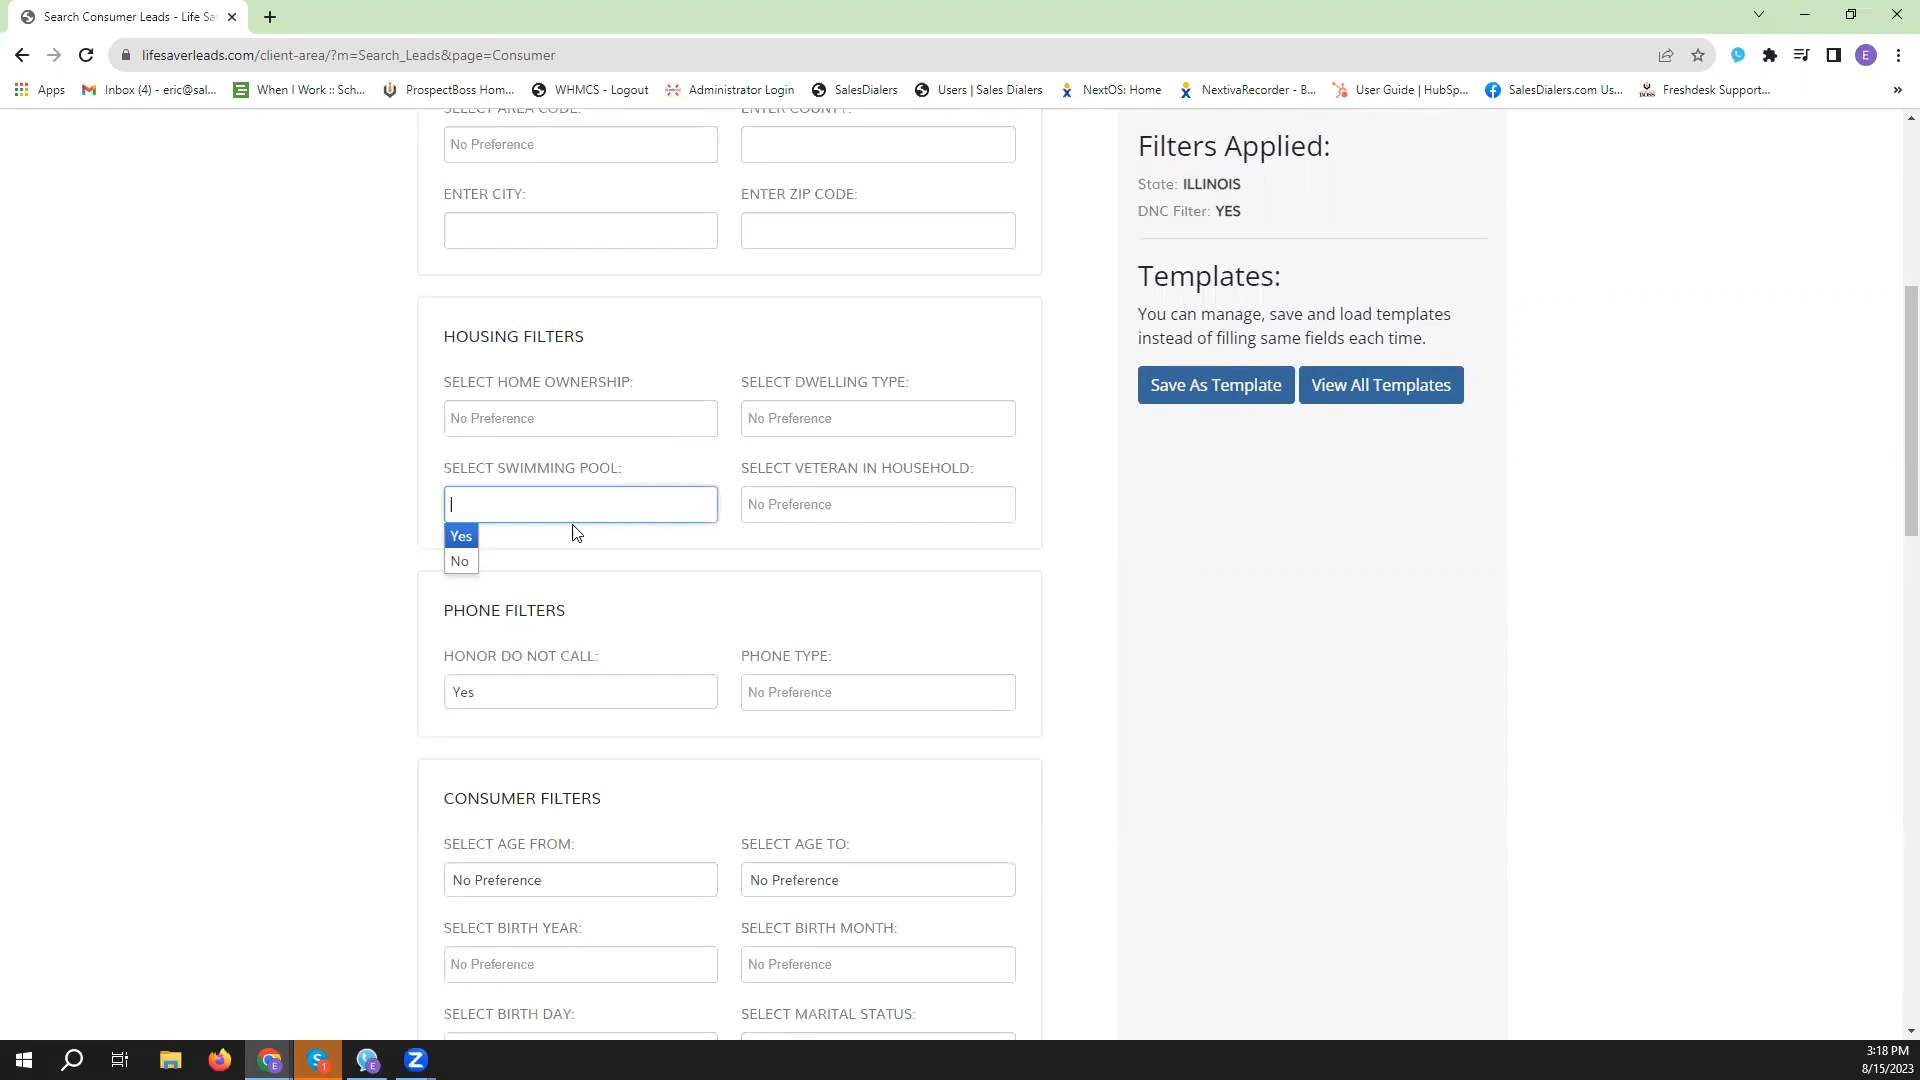 Search Consumer Leads - Life Sa
lifesaverleads.com/client-area/?m=Search_Leads&page=Consumer
E
Apps
Inbox (4) - eric@sal...
When I Work :: Sch...
ProspectBoss Hom...
WHMCS - Logout
Administrator Login
SalesDialers
Users | Sales Dialers
NextOS: Home
NextivaRecorder - B...
User Guide | HubSp...
SalesDialers.com Us...
Freshdesk Support...
»
SELECT AREA CODE:
ENTER COUNTY:
No Preference
ENTER CITY:
ENTER ZIP CODE:
HOUSING FILTERS
SELECT HOME OWNERSHIP:
SELECT DWELLING TYPE:
No Preference
No Preference
SELECT SWIMMING POOL:
SELECT VETERAN IN HOUSEHOLD:
No Preference
Yes
No
PHONE FILTERS
HONOR DO NOT CALL:
PHONE TYPE:
Yes
No Preference
CONSUMER FILTERS
SELECT AGE FROM:
SELECT AGE TO:
No Preference
No Preference
SELECT BIRTH YEAR:
SELECT BIRTH MONTH:
No Preference
No Preference
SELECT BIRTH DAY:
SELECT MARITAL STATUS:
Filters Applied:
State: ILLINOIS
DNC Filter: YES
Templates:
You can manage, save and load templates
instead of filling same fields each time.
Save As Template
View All Templates
3:18 PM
8/15/2023